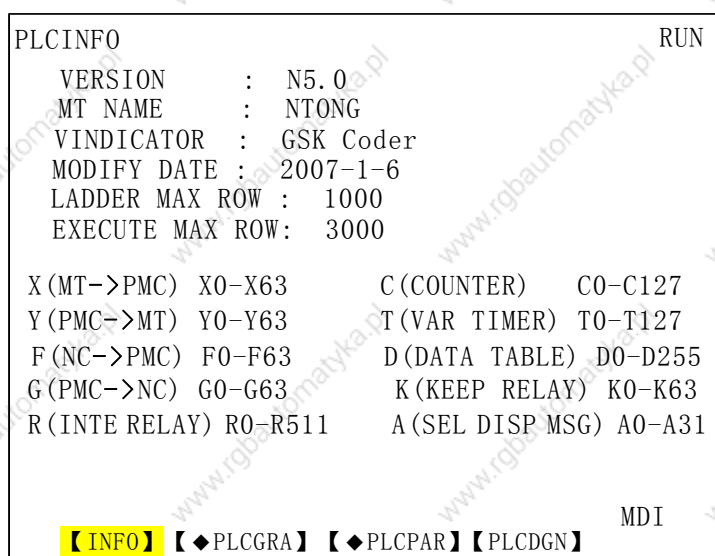 PLCINFO RUN
VERSION : N5.0
MT NAME : NTONG
VINDICATOR : GSK Coder
MODIFY DATE : 2007-1-6
LADDER MAX ROW : 1000
EXECUTE MAX ROW: 3000
X(MT->PMC) X0-X63 C(COUNTER) C0-C127
Y(PMC->MT) Y0-Y63 T(VAR TIMER) T0-T127
F(NC->PMC) F0-F63 D(DATA TABLE) D0-D255
G(PMC->NC) G0-G63 K(KEEP RELAY) K0-K63
R(INTE RELAY) R0-R511 A(SEL DISP MSG) A0-A31
MDI
【INFO】【◆PLCGRA】【◆PLCPAR】【PLCDGN】
www.rgbautomatyka.pl